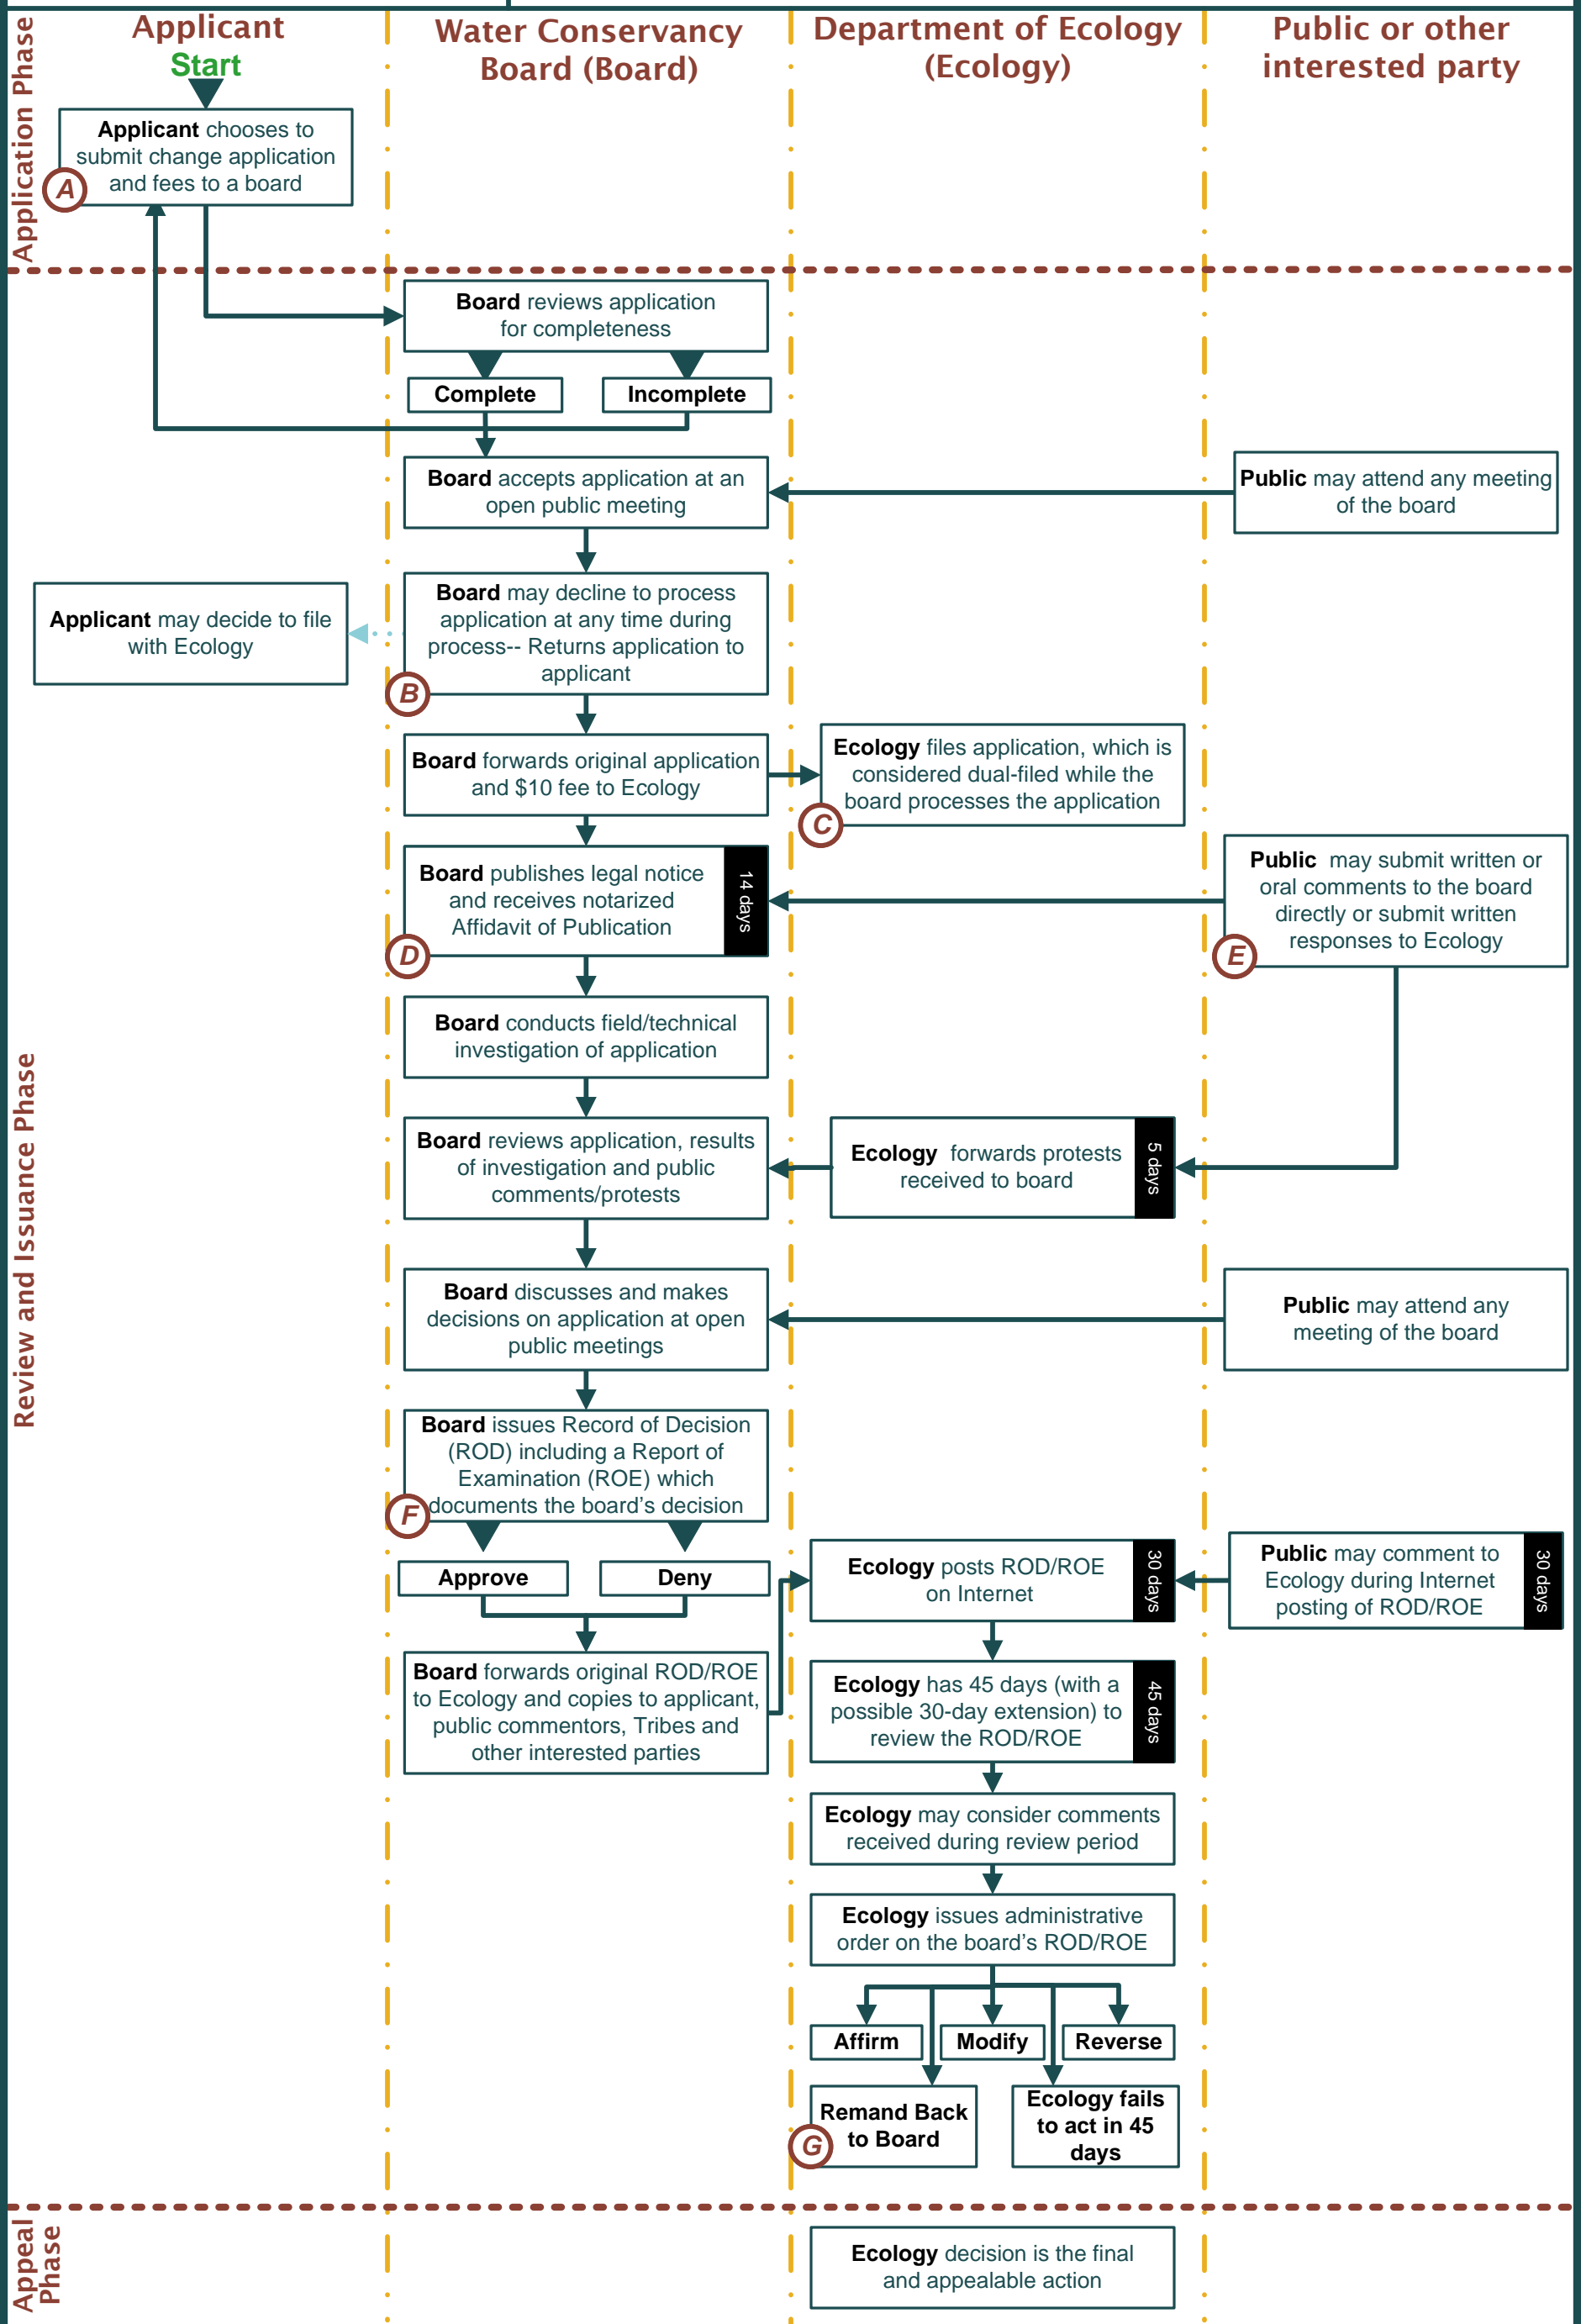 Applicant
Start
Water Conservancy
Board (Board)
Department of Ecology
(Ecology)
Public or other
interested party
Application Phase
Applicant chooses to
submit change application
and fees to a board
A
Board reviews application
for completeness
Complete
Incomplete
Board accepts application at an
open public meeting
Public may attend any meeting
of the board
Applicant may decide to file
with Ecology
Board may decline to process
application at any time during
process-- Returns application to
applicant
B
Board forwards original application
and $10 fee to Ecology
Ecology files application, which is
considered dual-filed while the
board processes the application
C
Board publishes legal notice
and receives notarized
Affidavit of Publication
14 days
D
Public may submit written or
oral comments to the board
directly or submit written
responses to Ecology
E
Board conducts field/technical
investigation of application
Review and Issuance Phase
Board reviews application, results
of investigation and public
comments/protests
Ecology forwards protests
received to board
5 days
Board discusses and makes
decisions on application at open
public meetings
Public may attend any
meeting of the board
Board issues Record of Decision
(ROD) including a Report of
Examination (ROE) which
documents the board's decision
F
Approve
Deny
Ecology posts ROD/ROE
on Internet
30 days
Public may comment to
Ecology during Internet
posting of ROD/ROE
30 days
Board forwards original ROD/ROE
to Ecology and copies to applicant,
public commentors, Tribes and
other interested parties
Ecology has 45 days (with a
possible 30-day extension) to
review the ROD/ROE
45 days
Ecology may consider comments
received during review period
Ecology issues administrative
order on the board's ROD/ROE
Affirm
Modify
Reverse
Remand Back
to Board
G
Ecology fails
to act in 45
days
Appeal
Phase
Ecology decision is the final
and appealable action